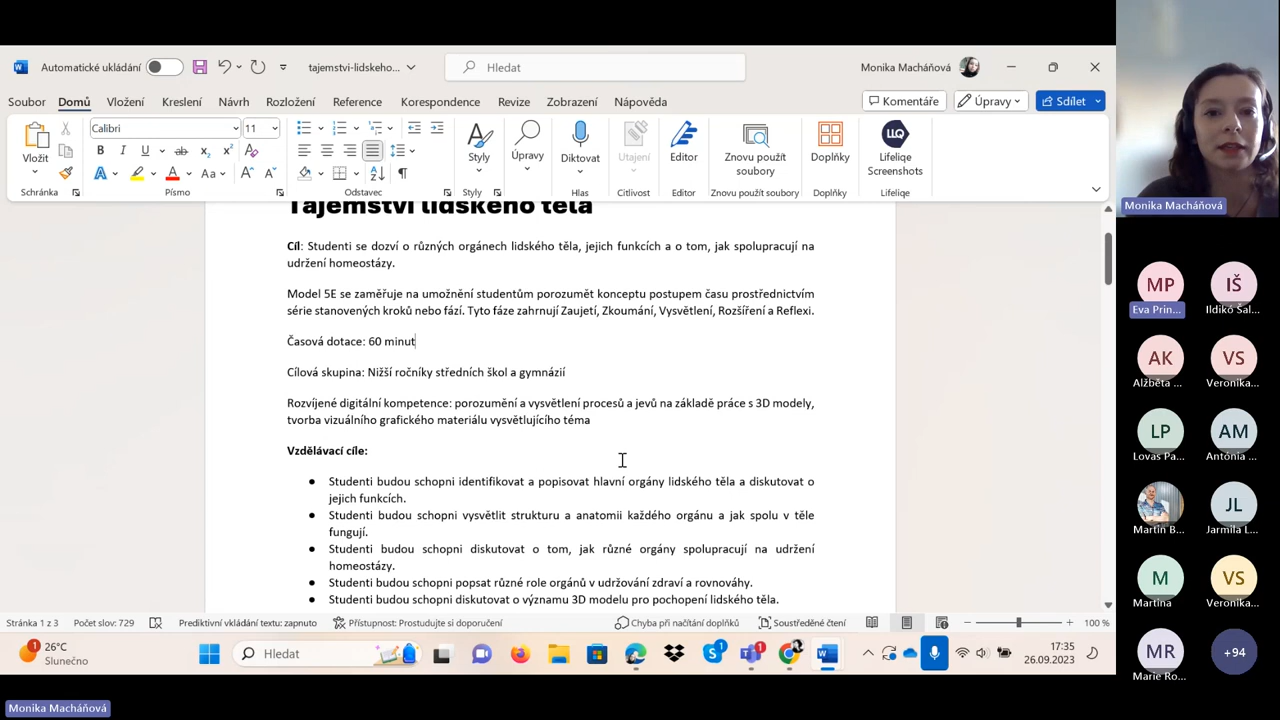 Automatické ukládání
tajemstvi-lidskeho...
Hledat
Monika Macháňová
Soubor
Domů
Vložení
Kreslení
Návrh
Rozložení
Reference
Korespondence
Revize
Zobrazení
Nápověda
Komentáře
Úpravy
Sdílet
Vložit
Calibri
11
Styly
Úpravy
Diktovat
Utajení
Editor
Znovu použít
soubory
Doplňky
Lifeliqe
Screenshots
Schránka
Písmo
Odstavec
Styly
Hlas
Citlivost
Editor
Znovu použít soubory
Doplňky
Lifeliqe
Tajemství lidského těla
Cíl: Studenti se dozví o různých orgánech lidského těla, jejich funkcích a o tom, jak spolupracují na
udržení homeostázy.
Model 5E se zaměřuje na umožnění studentům porozumět konceptu postupem času prostřednictvím
série stanovených kroků nebo fází. Tyto fáze zahrnují Zaujetí, Zkoumání, Vysvětlení, Rozšíření a Reflexi.
Časová dotace: 60 minut
Cílová skupina: Nižší ročníky středních škol a gymnázií
Rozvíjené digitální kompetence: porozumění a vysvětlení procesů a jevů na základě práce s 3D modely,
tvorba vizuálního grafického materiálu vysvětlujícího téma
Vzdělávací cíle:
● Studenti budou schopni identifikovat a popisovat hlavní orgány lidského těla a diskutovat o
jejich funkcích.
● Studenti budou schopni vysvětlit strukturu a anatomii každého orgánu a jak spolu v těle
fungují.
● Studenti budou schopni diskutovat o tom, jak různé orgány spolupracují na udržení
homeostázy.
● Studenti budou schopni popsat různé role orgánů v udržování zdraví a rovnováhy.
● Studenti budou schopni diskutovat o významu 3D modelu pro pochopení lidského těla.
Stránka 1 z 3
Počet slov: 729
Prediktivní vkládání textu: zapnuto
Přístupnost: Prostudujte si doporučení
Chyba při načítání doplňků
Soustředěné čtení
100 %
26°C
Slunečno
Hledat
17:35
26.09.2023
Monika Macháňová
Monika Macháňová
MP
Eva Prin...
IŠ
Ildikó Šal...
AK
Alžběta ...
VS
Veronika...
LP
Lovas Pa...
AM
Antónia ...
Martin B...
JL
Jarmila L...
M
Martina
VS
Veronika...
MR
Marie Ro...
+94